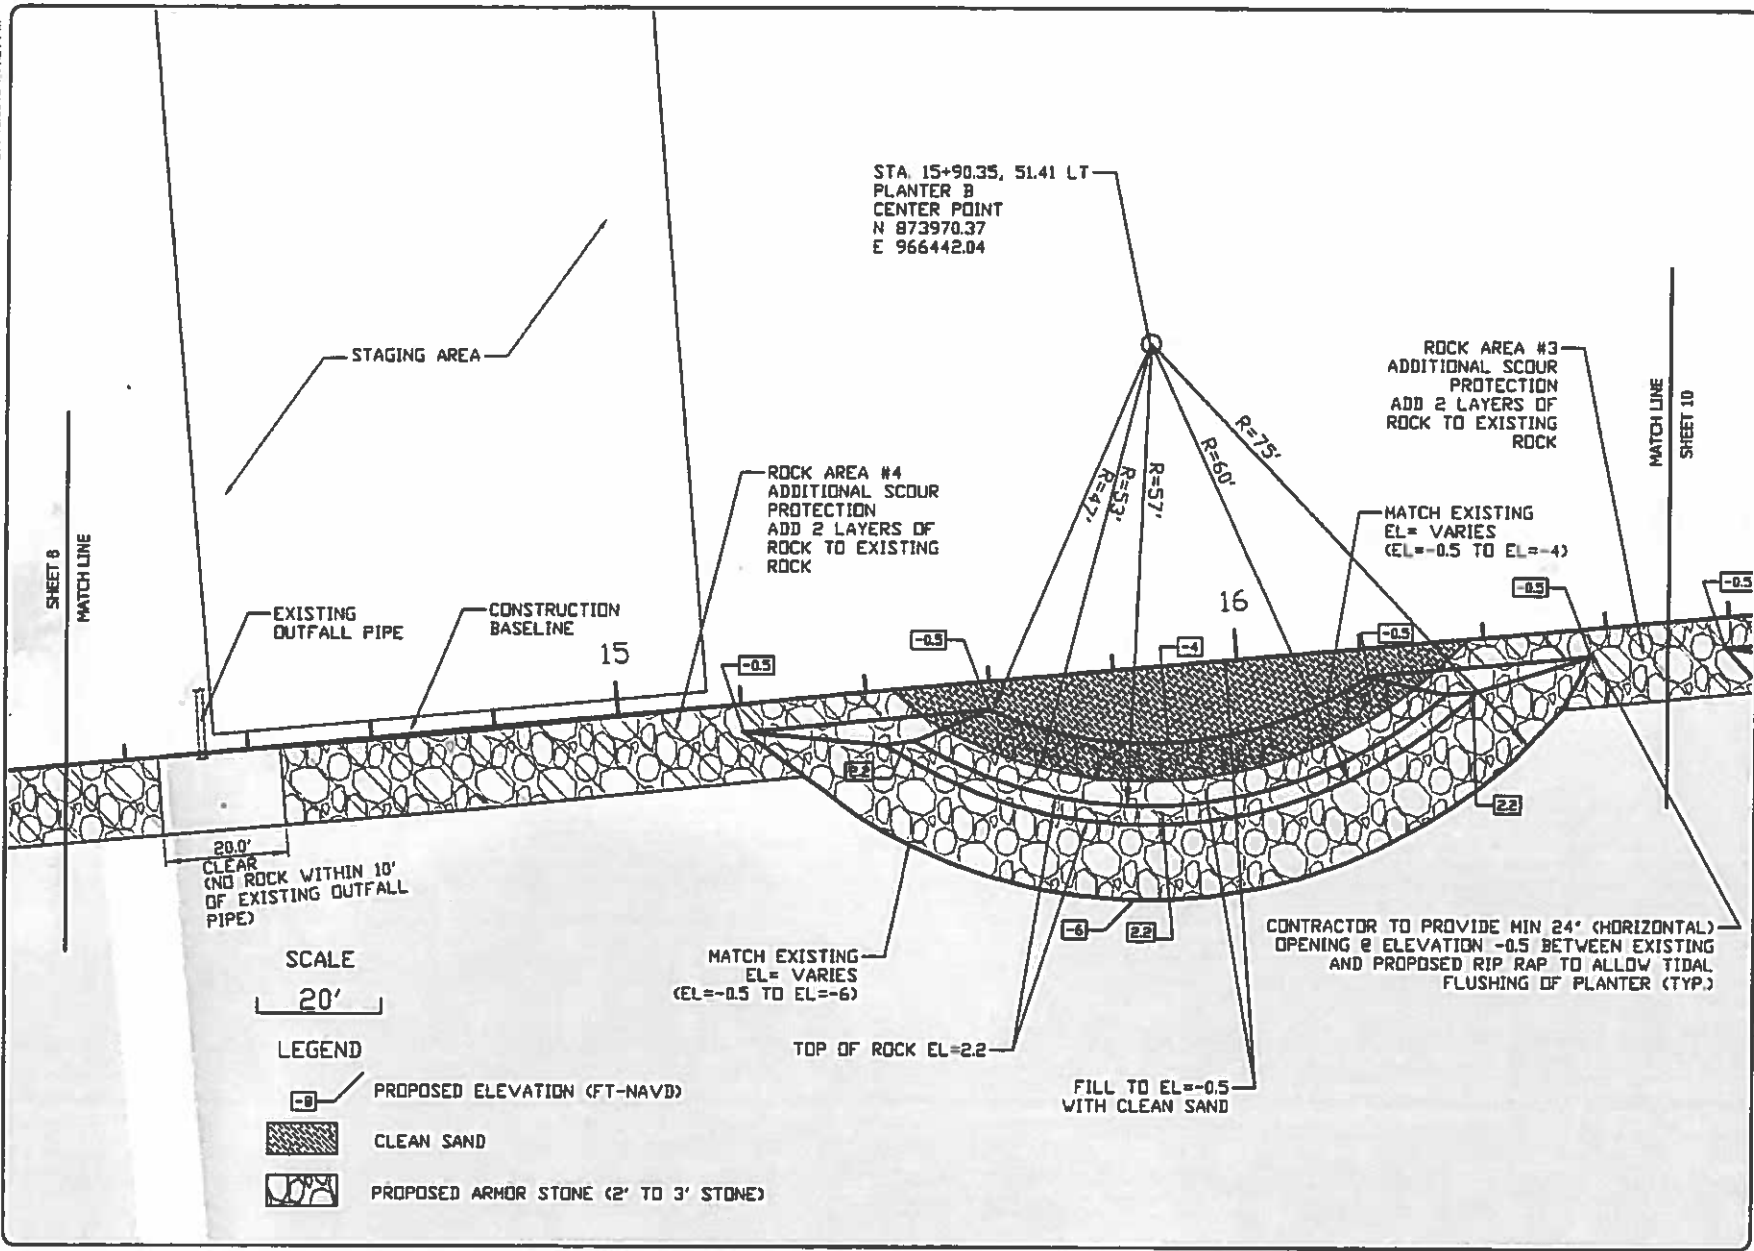 STA. 15+90.35, 51.41 LT
PLANTER B
CENTER POINT
N 873970.37
E 966442.04
STAGING AREA
ROCK AREA #3
ADDITIONAL SCOUR
PROTECTION
ADD 2 LAYERS OF
ROCK TO EXISTING
ROCK
MATCH LINE
SHEET 10
R=47'
R=53'
R=57'
R=60'
R=75'
ROCK AREA #4
ADDITIONAL SCOUR
PROTECTION
ADD 2 LAYERS OF
ROCK TO EXISTING
ROCK
MATCH EXISTING
EL= VARIES
(EL=-0.5 TO EL=-4)
SHEET 8
MATCH LINE
EXISTING
OUTFALL PIPE
CONSTRUCTION
BASELINE
15
16
-0.5
-0.5
-4
-0.5
-0.5
-0.5
2.2
2.2
-6
2.2
20.0'
CLEAR
(NO ROCK WITHIN 10'
OF EXISTING OUTFALL
PIPE)
MATCH EXISTING
EL= VARIES
(EL=-0.5 TO EL=-6)
CONTRACTOR TO PROVIDE MIN 24" (HORIZONTAL)
OPENING @ ELEVATION -0.5 BETWEEN EXISTING
AND PROPOSED RIP RAP TO ALLOW TIDAL
FLUSHING OF PLANTER (TYP.)
TOP OF ROCK EL=2.2
FILL TO EL=-0.5
WITH CLEAN SAND
SCALE
20'
LEGEND
-8
PROPOSED ELEVATION (FT-NAVD)
CLEAN SAND
PROPOSED ARMOR STONE (2' TO 3' STONE)